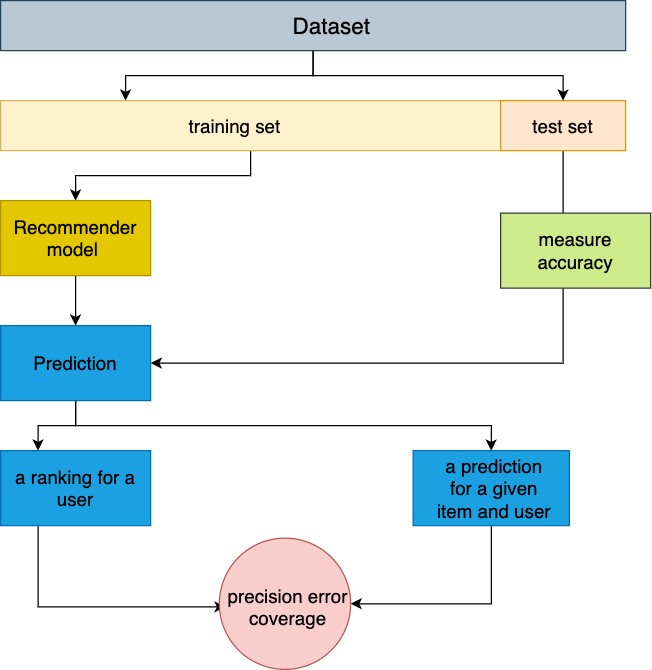 Dataset
training set
test set
Recommender
model
measure
accuracy
Prediction
a ranking for a
user
a prediction
for a given
item and user
precision error
coverage